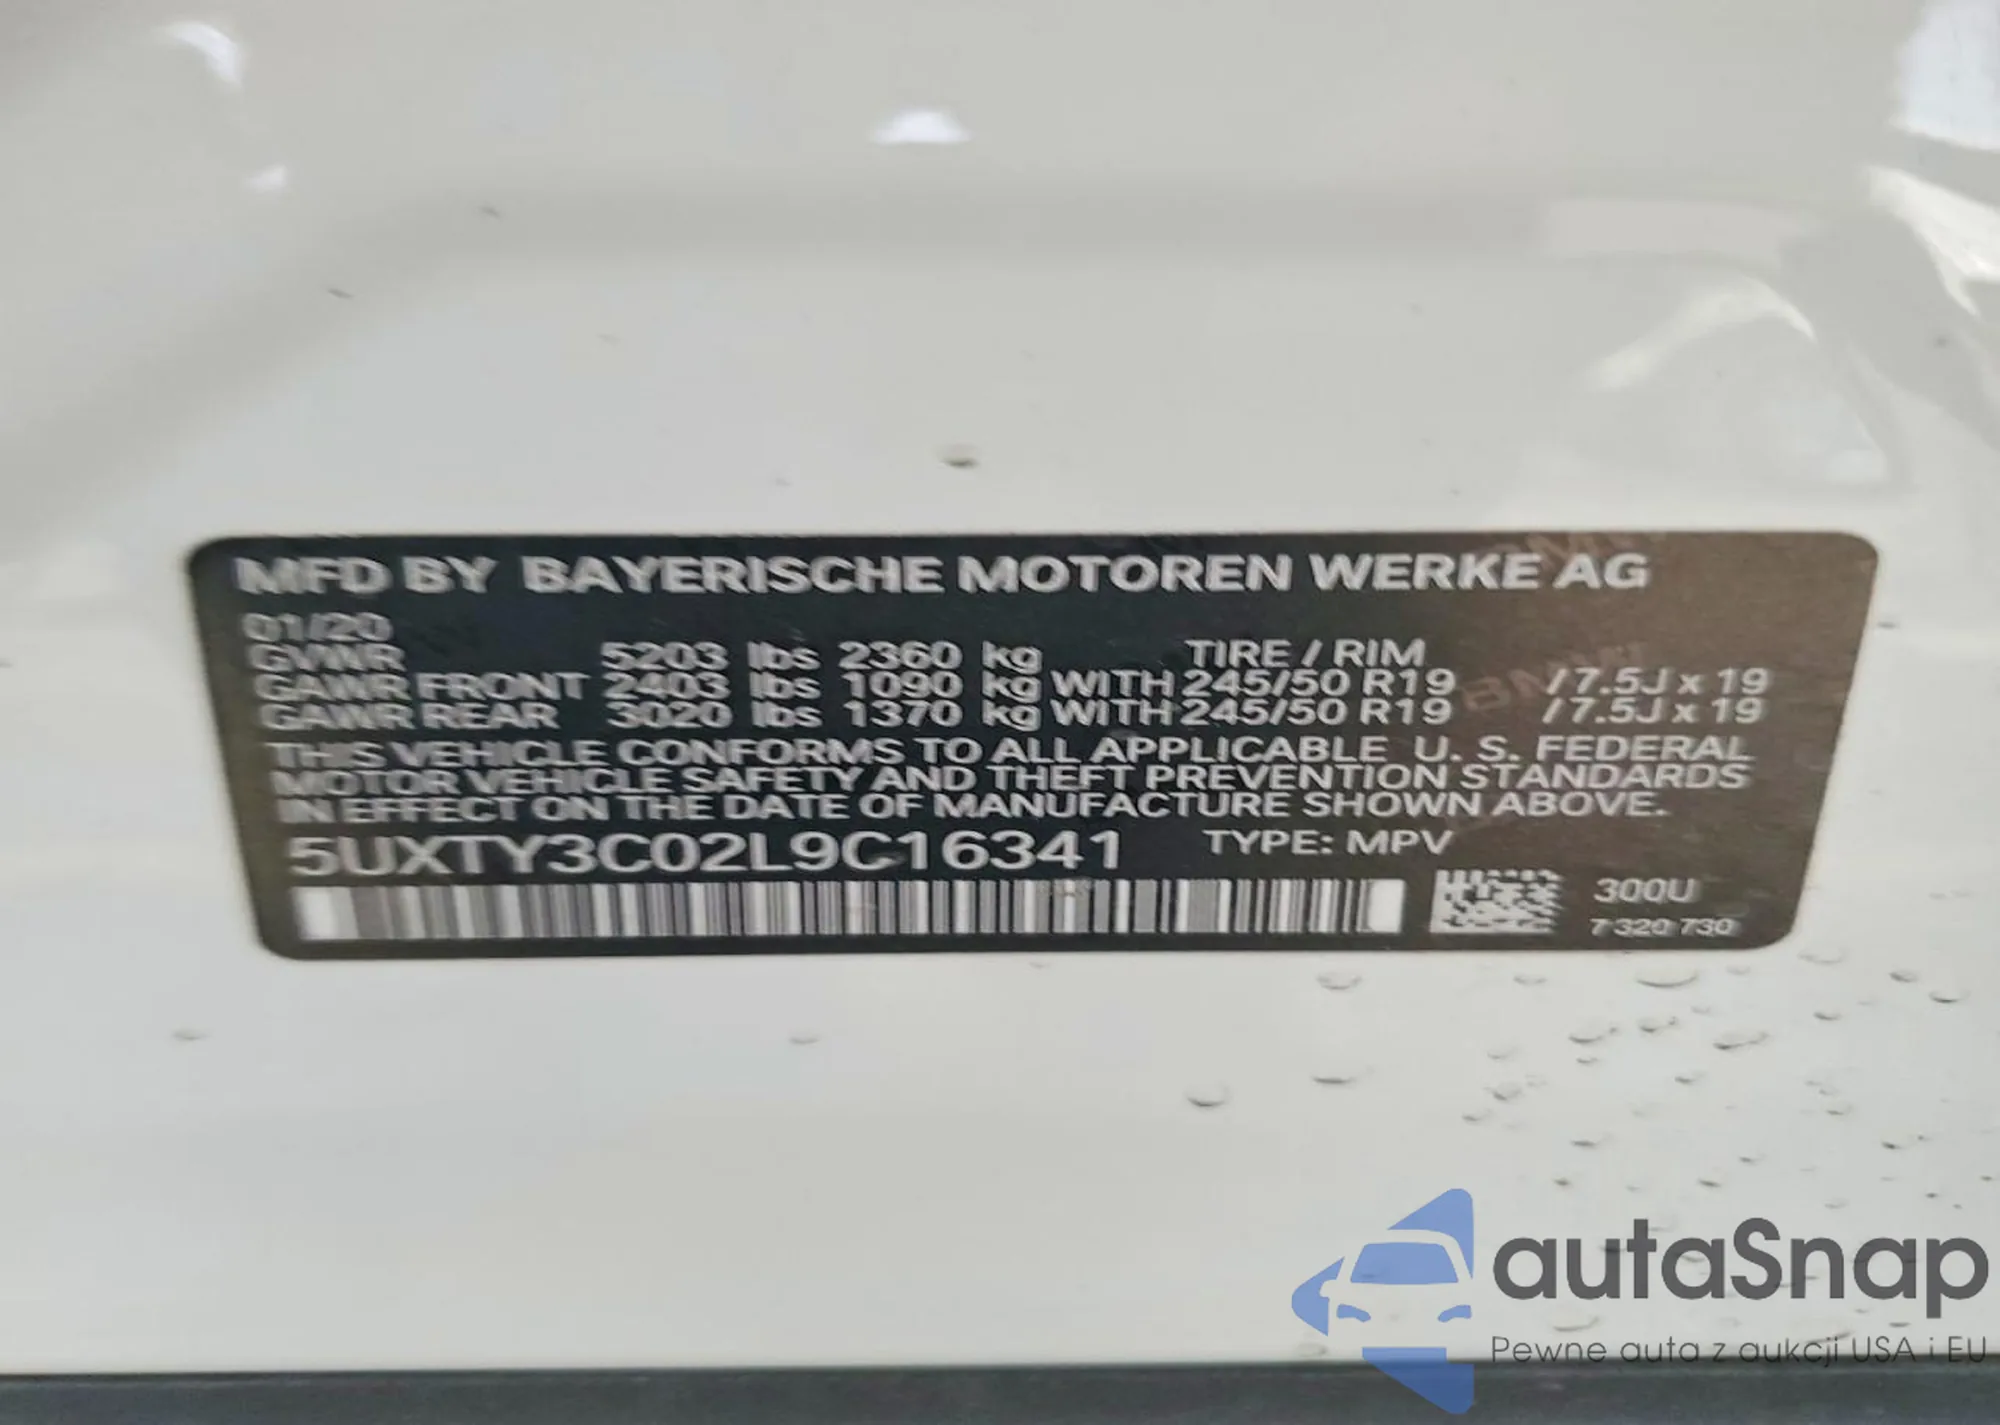 MFD BY BAYERISCHE MOTOREN WERKE AG
01/20
GVWR 5203 lbs 2360 kg TIRE / RIM
GAWR FRONT 2403 lbs 1090 kg WITH 245/50 R19 / 7.5J x 19
GAWR REAR 3020 lbs 1370 kg WITH 245/50 R19 / 7.5J x 19
THIS VEHICLE CONFORMS TO ALL APPLICABLE U. S. FEDERAL
MOTOR VEHICLE SAFETY AND THEFT PREVENTION STANDARDS
IN EFFECT ON THE DATE OF MANUFACTURE SHOWN ABOVE.
5UXTY3C02L9C16341 TYPE: MPV
300U
7 320 730
autaSnap
Pewne auta z aukcji USA i EU